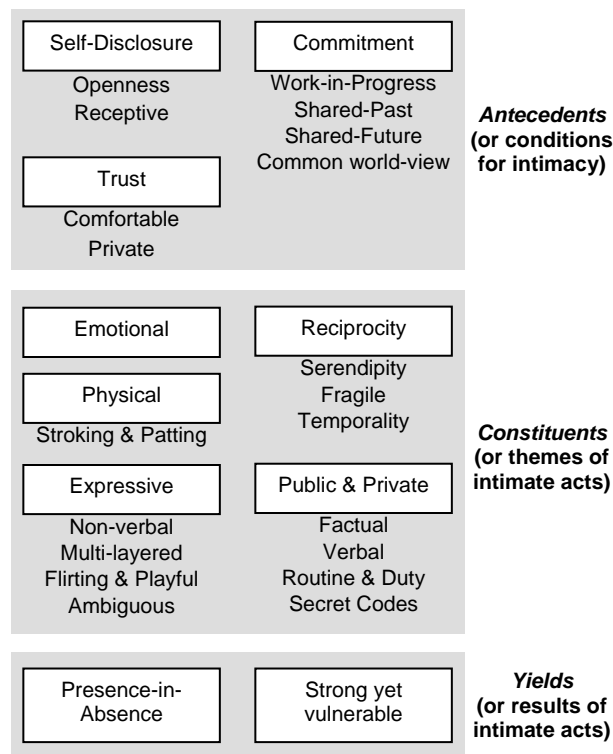 Self-Disclosure
Openness
Receptive
Trust
Comfortable
Private
Commitment
Work-in-Progress
Shared-Past
Shared-Future
Common world-view
Antecedents
(or conditions
for intimacy)
Emotional
Physical
Stroking & Patting
Expressive
Non-verbal
Multi-layered
Flirting & Playful
Ambiguous
Reciprocity
Serendipity
Fragile
Temporality
Public & Private
Factual
Verbal
Routine & Duty
Secret Codes
Constituents
(or themes of
intimate acts)
Presence-in-
Absence
Strong yet
vulnerable
Yields
(or results of
intimate acts)